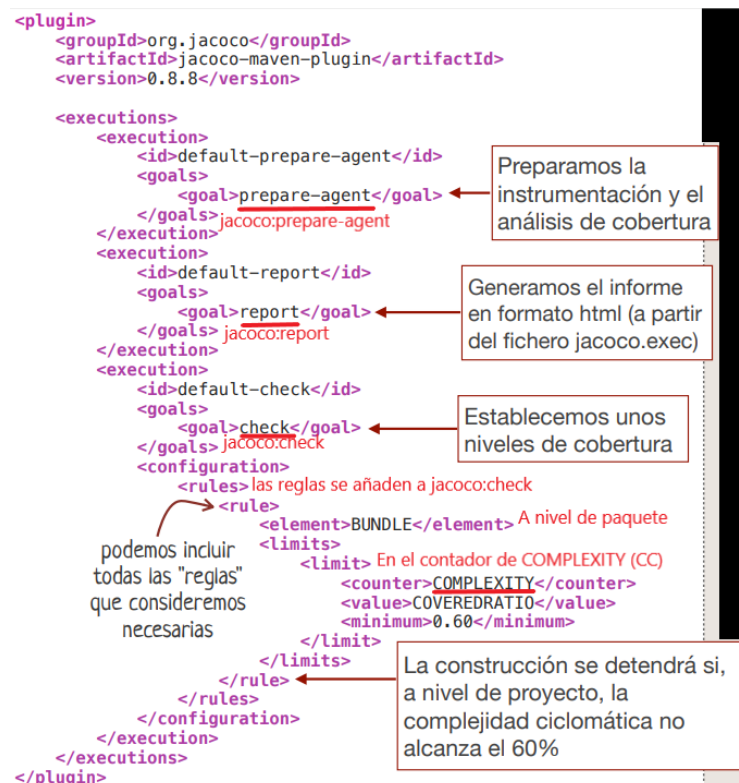 <plugin>
<groupId>org.jacoco</groupId>
<artifactId>jacoco-maven-plugin</artifactId>
<version>0.8.8</version>
<executions>
<execution>
<id>default-prepare-agent</id>
<goals>
<goal>prepare-agent</goal>
</goals>
jacoco:prepare-agent
</execution>
Preparamos la
instrumentación y el
análisis de cobertura
<execution>
<id>default-report</id>
<goals>
<goal>report</goal>
</goals>
jacoco:report
</execution>
Generamos el informe
en formato html (a partir
del fichero jacoco.exec)
<execution>
<id>default-check</id>
<goals>
<goal>check</goal>
</goals>
jacoco:check
Establecemos unos
niveles de cobertura
<configuration>
<rules> las reglas se añaden a jacoco:check
<rule>
<element>BUNDLE</element> A nivel de paquete
<limits>
<limit> En el contador de COMPLEXITY (CC)
<counter>COMPLEXITY</counter>
<value>COVEREDRATIO</value>
<minimum>0.60</minimum>
</limit>
</limits>
</rule>
</rules>
</configuration>
</execution>
</executions>
</plugin>
podemos incluir
todas las "reglas"
que consideremos
necesarias
La construcción se detendrá si,
a nivel de proyecto, la
complejidad ciclomática no
alcanza el 60%